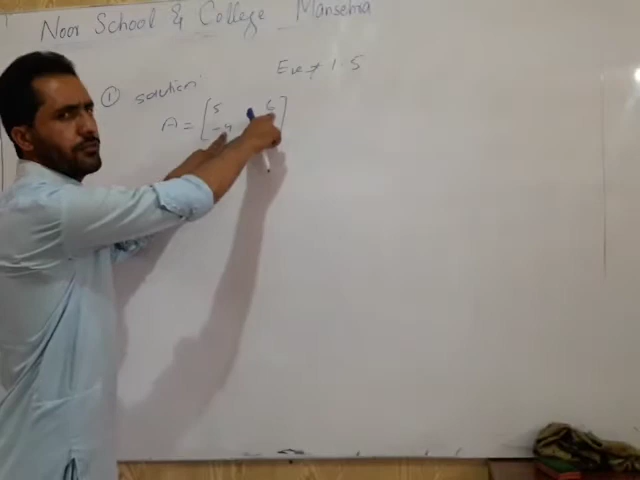 Noor School & College Mansehra
Ex # 1.5
① solution
A = [ 5 6
-4 ]